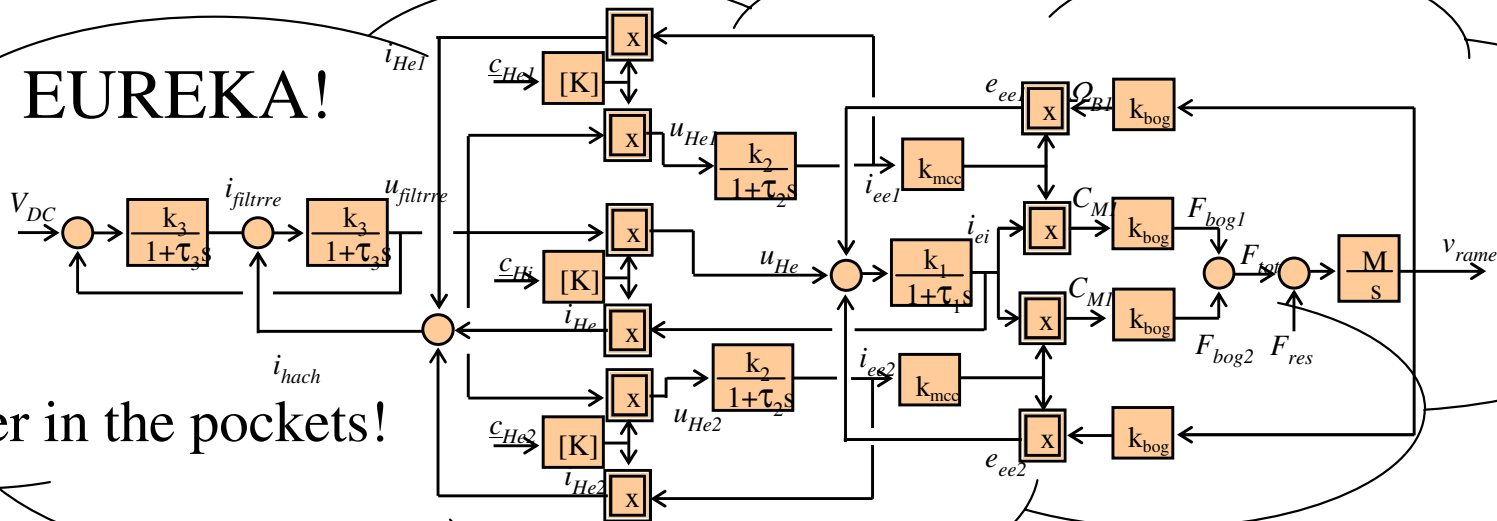 EUREKA!
er in the pockets!
V_DC
k_3
1+τ_3s
i_filtrre
k_3
1+τ_3s
u_filtrre
i_hach
i_He1
c_He1
[K]
x
x
u_He1
k_2
1+τ_2s
i_ee1
k_mcc
x
c_Hi
[K]
i_He
x
u_He
k_1
1+τ_1s
i_ei
x
c_He2
[K]
i_He2
x
u_He2
k_2
1+τ_2s
i_ee2
k_mcc
e_ee1
x
Ω_B1
k_bog
x
C_M1
k_bog
F_bog1
x
C_M1
k_bog
F_bog2
e_ee2
x
k_bog
F_tot
F_res
M
s
v_rame